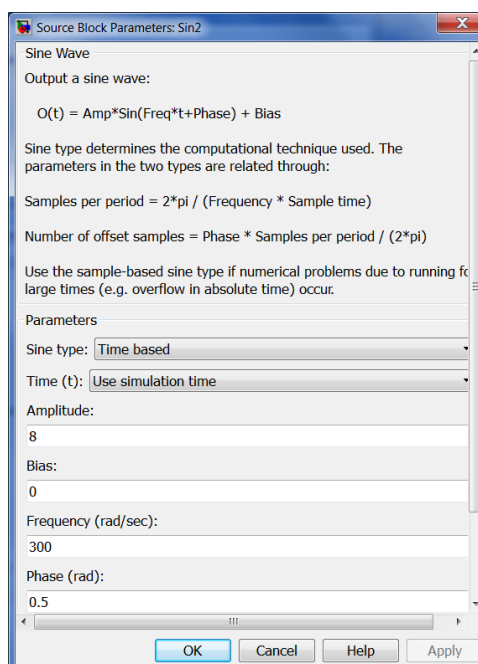 Source Block Parameters: Sin2
Sine Wave
Output a sine wave:
O(t) = Amp*Sin(Freq*t+Phase) + Bias
Sine type determines the computational technique used. The
parameters in the two types are related through:
Samples per period = 2*pi / (Frequency * Sample time)
Number of offset samples = Phase * Samples per period / (2*pi)
Use the sample-based sine type if numerical problems due to running fo
large times (e.g. overflow in absolute time) occur.
Parameters
Sine type: Time based
Time (t): Use simulation time
Amplitude:
8
Bias:
0
Frequency (rad/sec):
300
Phase (rad):
0.5
OK Cancel Help Apply